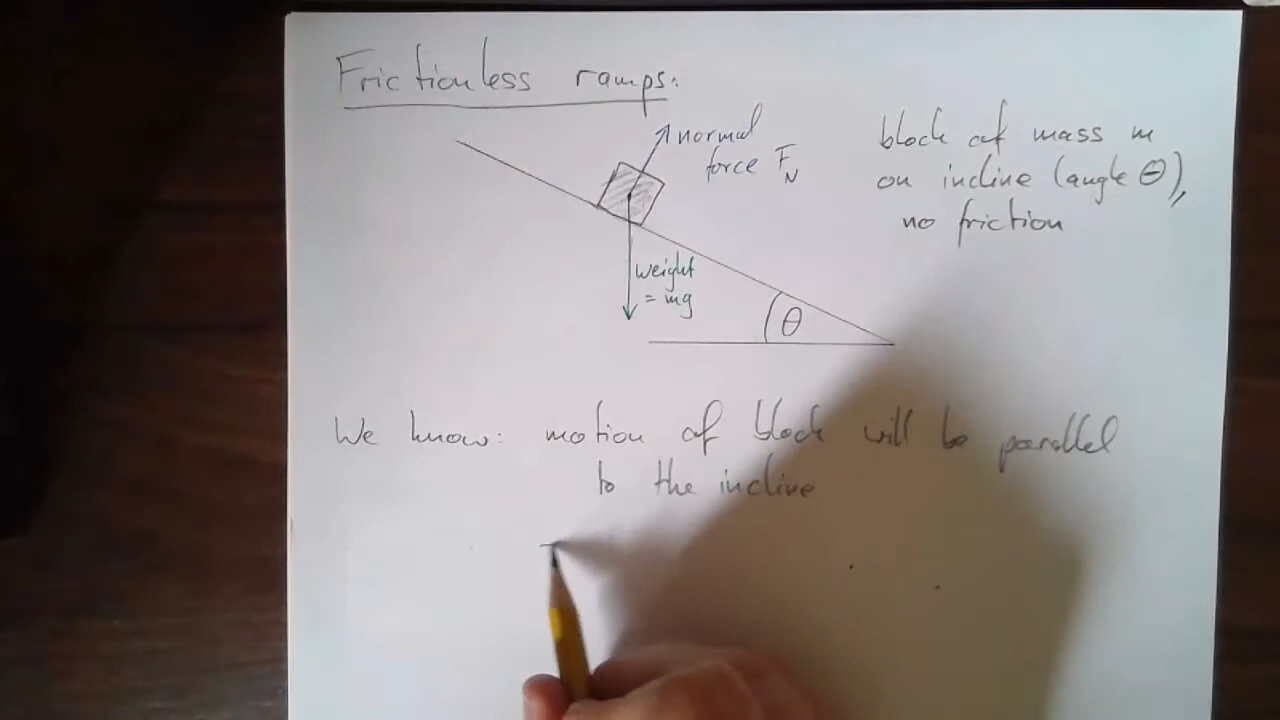 Frictionless ramps:
normal
force F_N
block of mass m
on incline (angle θ),
no friction
weight
= mg
θ
We know: motion of block will be parallel
to the incline